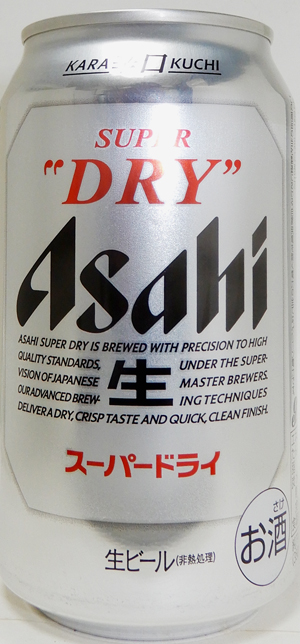 KARA 口 KUCHI
SUPER
"DRY"
Asahi
ASAHI SUPER DRY IS BREWED WITH PRECISION TO HIGH
QUALITY STANDARDS, UNDER THE SUPER-
VISION OF JAPANESE MASTER BREWERS.
OUR ADVANCED BREW- ING TECHNIQUES
DELIVER A DRY, CRISP TASTE AND QUICK, CLEAN FINISH.
生
スーパードライ
生ビール(非熱処理)
さけ
お酒